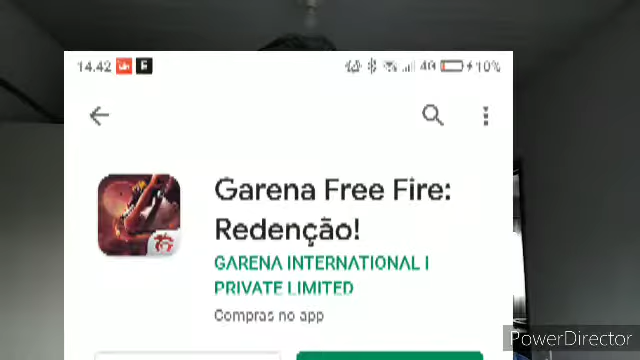 14.42 4G 10%
Garena Free Fire:
Redenção!
GARENA INTERNATIONAL I
PRIVATE LIMITED
Compras no app
PowerDirector